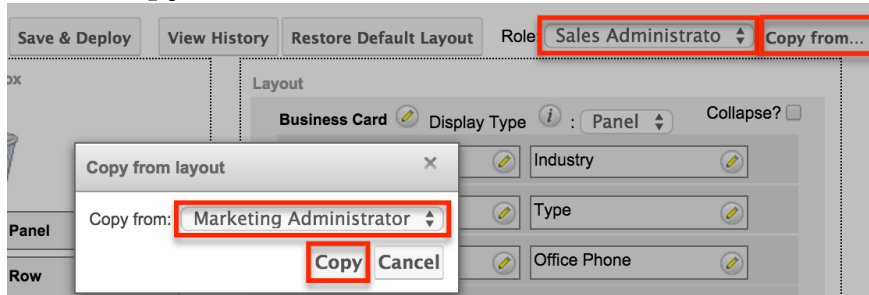 Save & Deploy View History Restore Default Layout Role Sales Administrato Copy from...
ox Layout
Business Card Display Type i : Panel Collapse?
Copy from layout × Industry
Copy from: Marketing Administrator Type
Panel
Copy Cancel Office Phone
Row